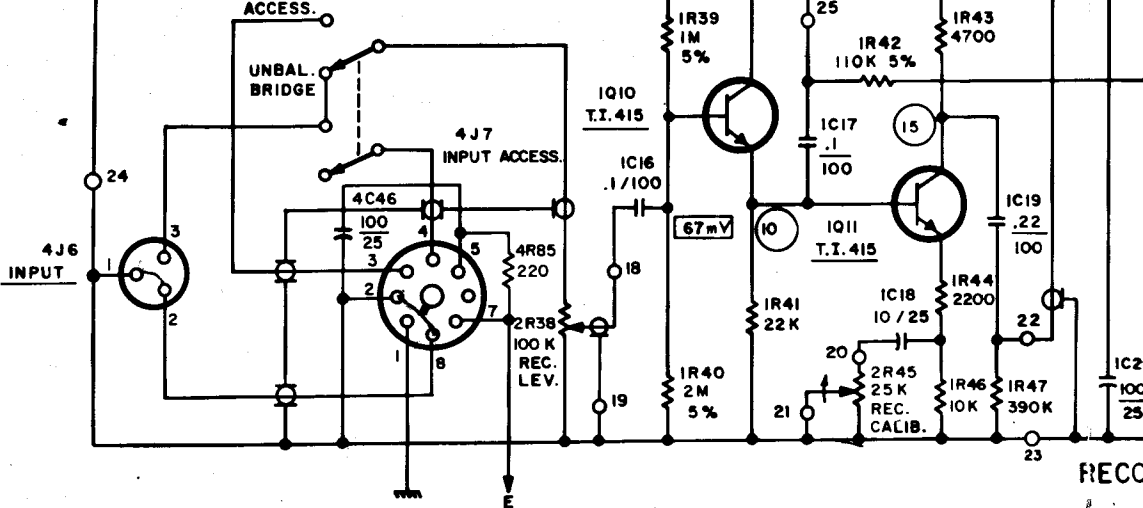 ACCESS.
UNBAL.
BRIDGE
4J7
INPUT ACCESS.
24
3
4J6
INPUT
1
2
4C46
100
25
3
2
4
5
4R85
220
7
1
8
2R38
100 K
REC.
LEV.
E
1C16
.1/100
18
19
1R39
1M
5%
1Q10
T.I.415
67mV
1R40
2M
5%
10
1R41
22K
25
1R42
110K 5%
1C17
.1
100
15
1R43
4700
1Q11
T.I.415
1C19
.22
100
1C18
10/25
1R44
2200
20
2R45
25K
REC.
CALIB.
21
1R46
10K
1R47
390K
22
23
1C2
100
25
RECO